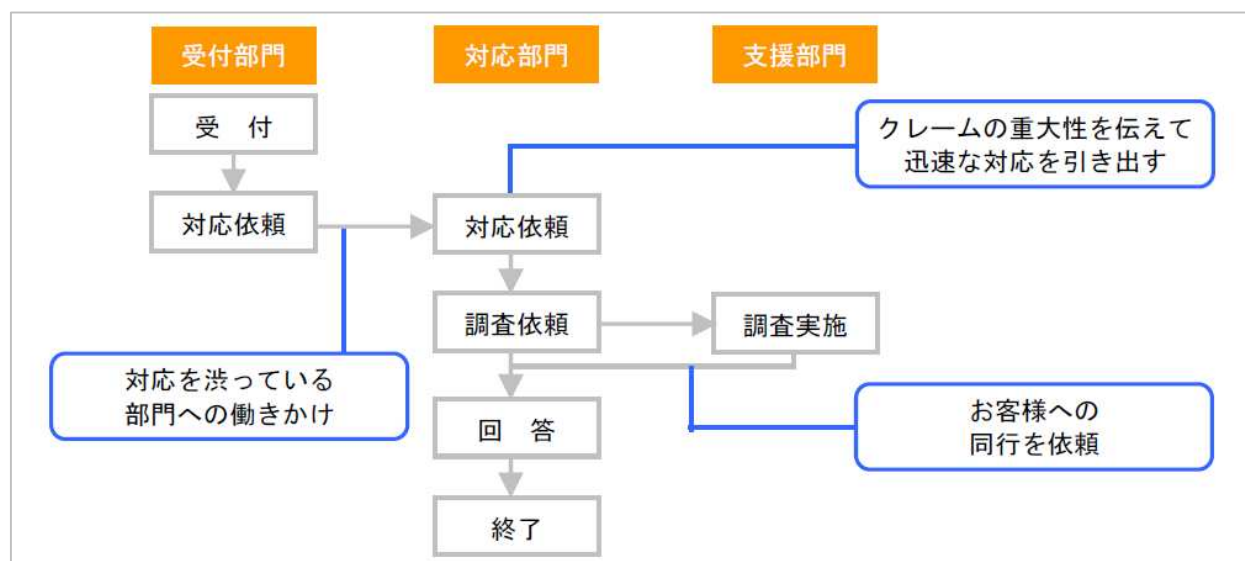 受付部門
対応部門
支援部門
受　付
クレームの重大性を伝えて
迅速な対応を引き出す
対応依頼
対応依頼
調査依頼
調査実施
対応を渋っている
部門への働きかけ
回　答
お客様への
同行を依頼
終了